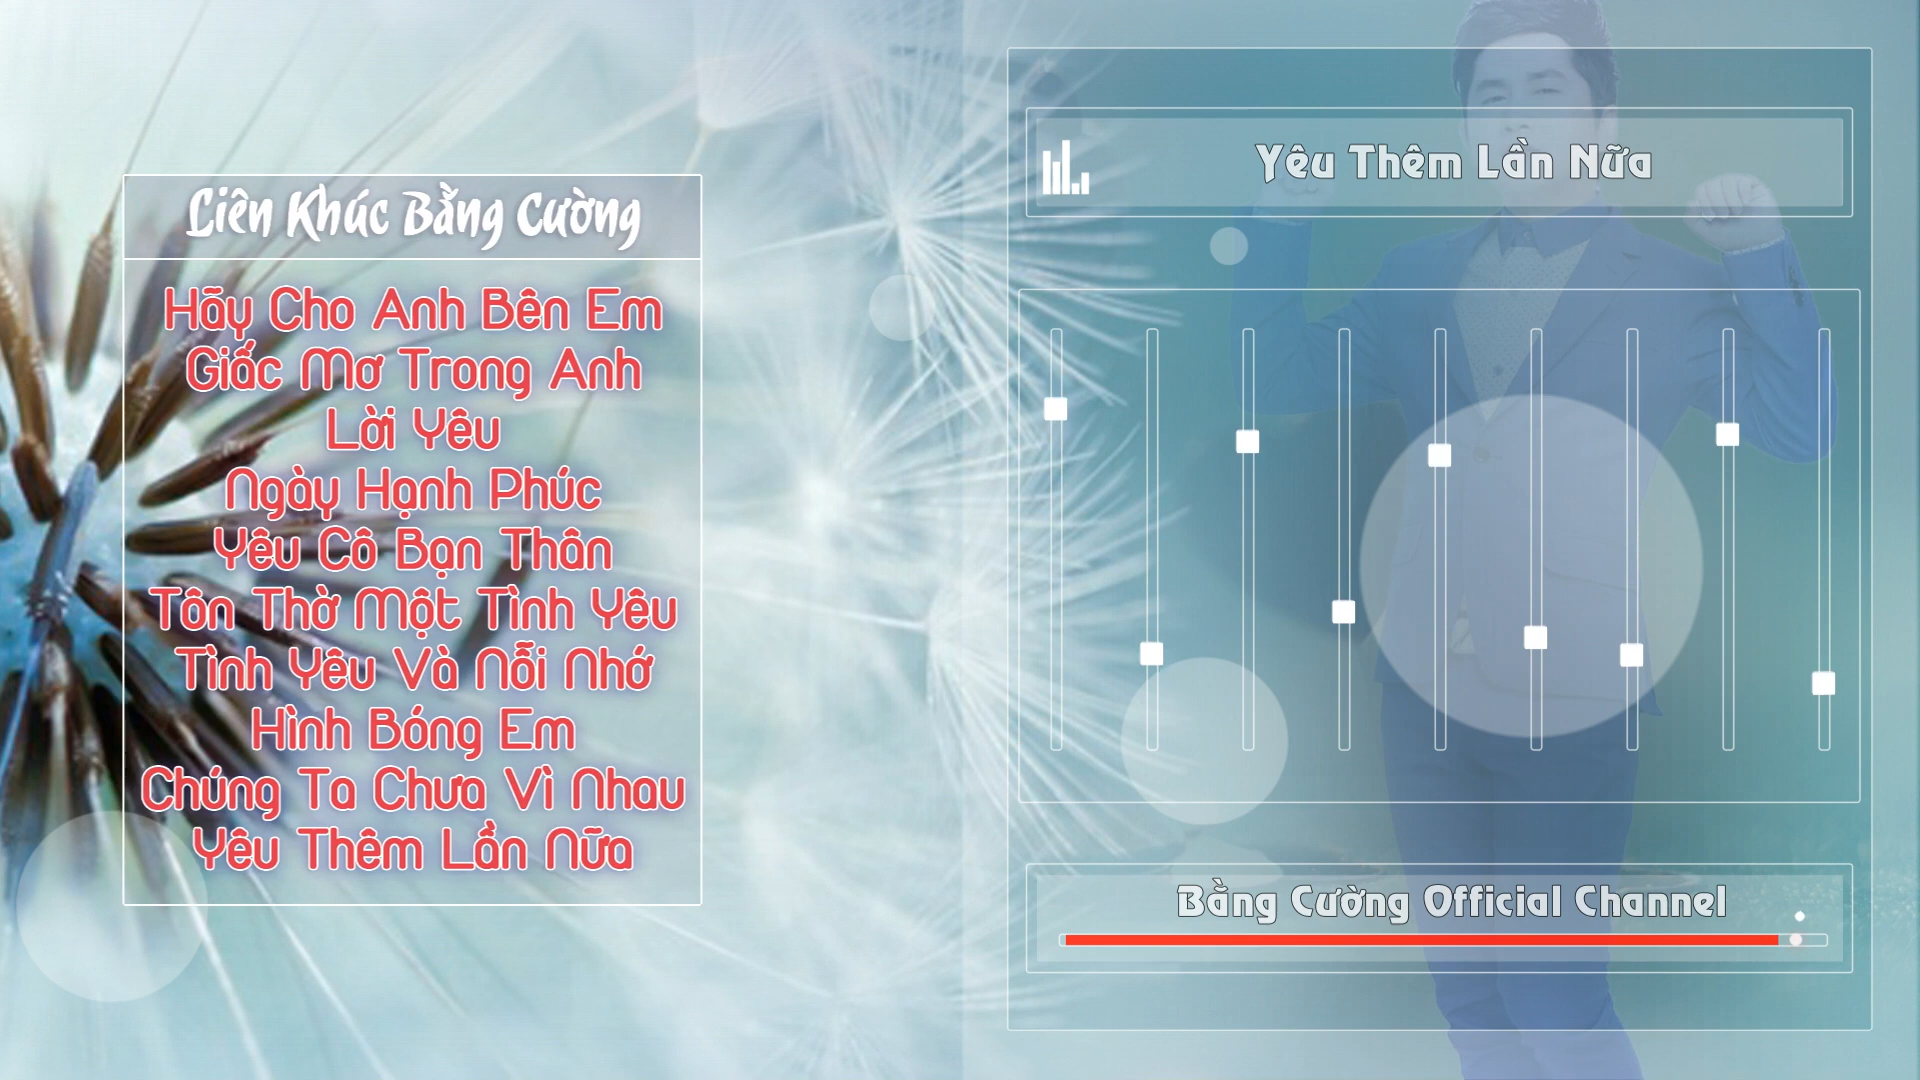 Liên Khúc Bằng Cường
Hãy Cho Anh Bên Em
Giấc Mơ Trong Anh
Lời Yêu
Ngày Hạnh Phúc
Yêu Cô Bạn Thân
Tôn Thờ Một Tình Yêu
Tình Yêu Và Nỗi Nhớ
Hình Bóng Em
Chúng Ta Chưa Vì Nhau
Yêu Thêm Lần Nữa
Yêu Thêm Lần Nữa
Bằng Cường Official Channel